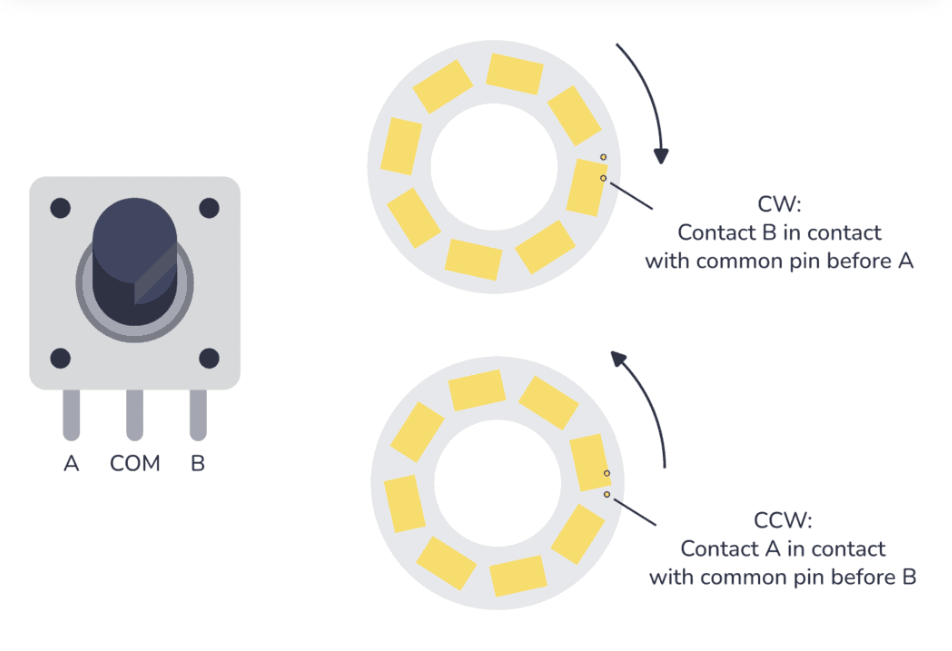 CW:
Contact B in contact
with common pin before A
A COM B
CCW:
Contact A in contact
with common pin before B